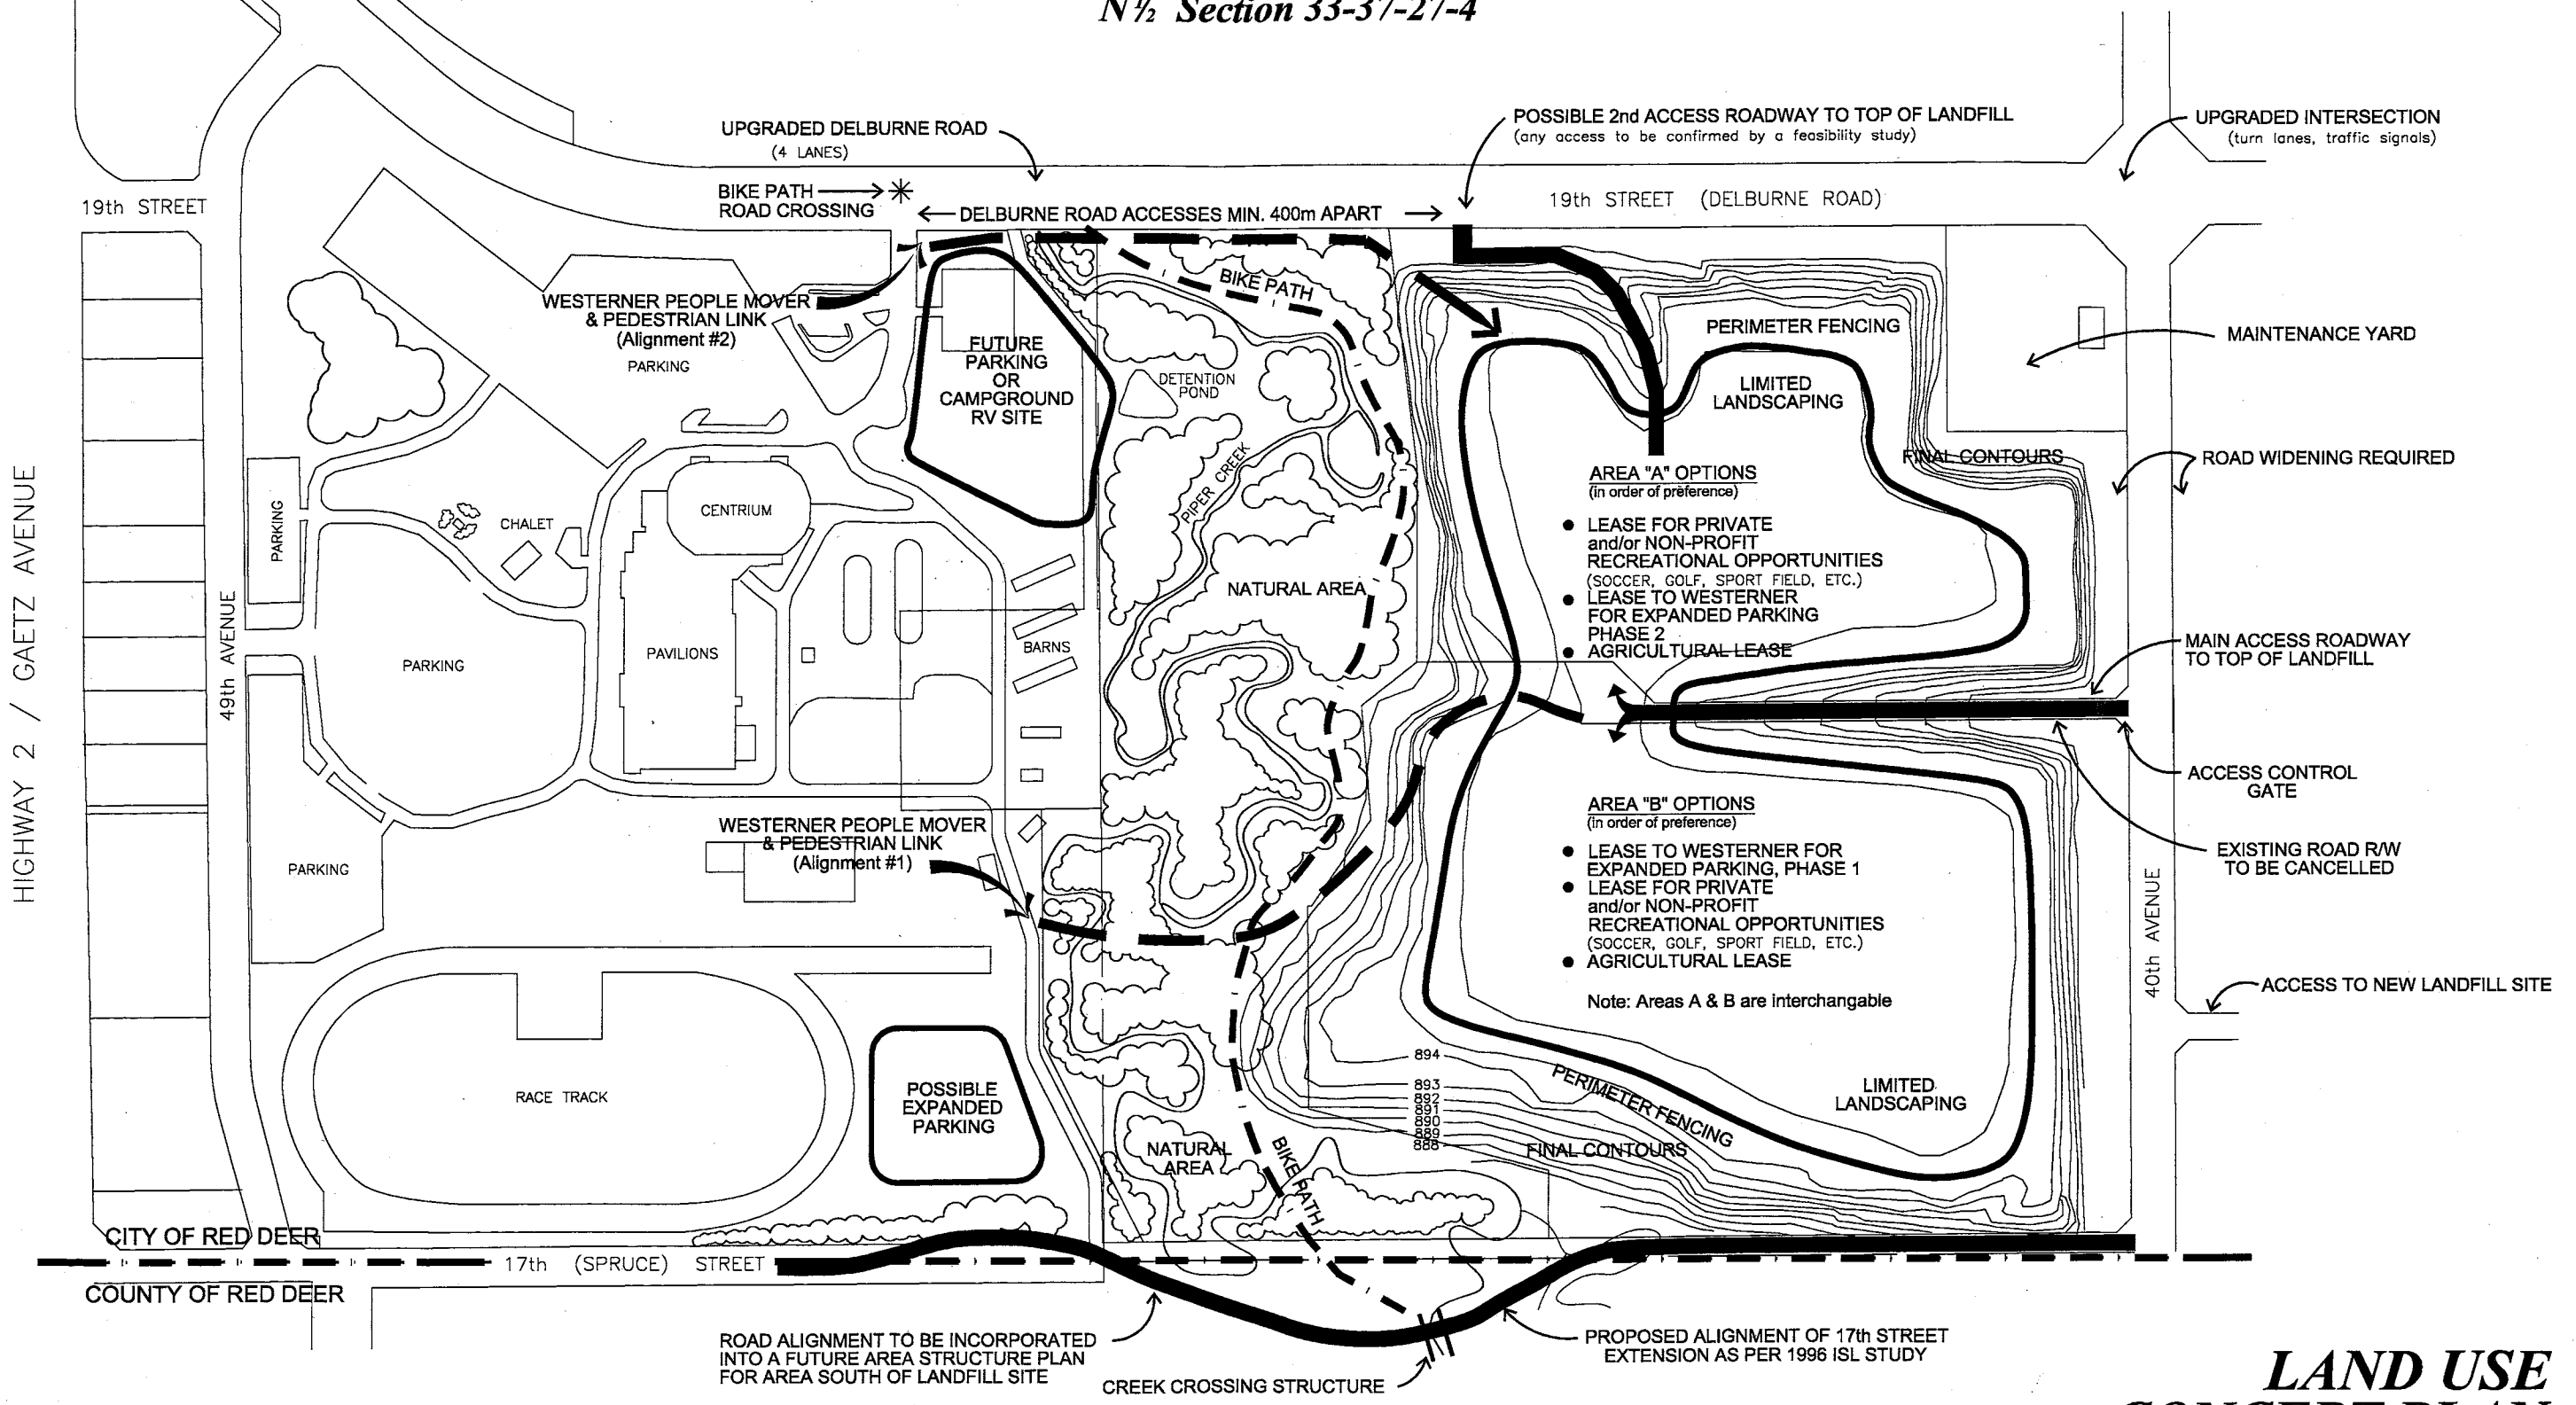 N½ Section 33-37-27-4
UPGRADED DELBURNE ROAD
(4 LANES)
POSSIBLE 2nd ACCESS ROADWAY TO TOP OF LANDFILL
(any access to be confirmed by a feasibility study)
UPGRADED INTERSECTION
(turn lanes, traffic signals)
BIKE PATH
ROAD CROSSING
19th STREET
DELBURNE ROAD ACCESSES MIN. 400m APART
19th STREET (DELBURNE ROAD)
BIKE PATH
WESTERNER PEOPLE MOVER
& PEDESTRIAN LINK
(Alignment #2)
PARKING
FUTURE
PARKING
OR
CAMPGROUND
RV SITE
DETENTION
POND
PERIMETER FENCING
LIMITED
LANDSCAPING
MAINTENANCE YARD
FINAL CONTOURS
ROAD WIDENING REQUIRED
PIPER CREEK
AREA "A" OPTIONS
(in order of preference)
● LEASE FOR PRIVATE
and/or NON-PROFIT
RECREATIONAL OPPORTUNITIES
(SOCCER, GOLF, SPORT FIELD, ETC.)
● LEASE TO WESTERNER
FOR EXPANDED PARKING
PHASE 2
● AGRICULTURAL LEASE
HIGHWAY 2 / GAETZ AVENUE
49th AVENUE
PARKING
CHALET
CENTRIUM
NATURAL AREA
PARKING
PAVILIONS
BARNS
MAIN ACCESS ROADWAY
TO TOP OF LANDFILL
ACCESS CONTROL
GATE
EXISTING ROAD R/W
TO BE CANCELLED
WESTERNER PEOPLE MOVER
& PEDESTRIAN LINK
(Alignment #1)
PARKING
AREA "B" OPTIONS
(in order of preference)
● LEASE TO WESTERNER FOR
EXPANDED PARKING, PHASE 1
● LEASE FOR PRIVATE
and/or NON-PROFIT
RECREATIONAL OPPORTUNITIES
(SOCCER, GOLF, SPORT FIELD, ETC.)
● AGRICULTURAL LEASE
Note: Areas A & B are interchangable
40th AVENUE
ACCESS TO NEW LANDFILL SITE
RACE TRACK
POSSIBLE
EXPANDED
PARKING
894
893
892
891
890
889
888
PERIMETER FENCING
LIMITED
LANDSCAPING
NATURAL
AREA
BIKE PATH
FINAL CONTOURS
CITY OF RED DEER
17th (SPRUCE) STREET
COUNTY OF RED DEER
ROAD ALIGNMENT TO BE INCORPORATED
INTO A FUTURE AREA STRUCTURE PLAN
FOR AREA SOUTH OF LANDFILL SITE
CREEK CROSSING STRUCTURE
PROPOSED ALIGNMENT OF 17th STREET
EXTENSION AS PER 1996 ISL STUDY
LAND USE
CONCEPT PLAN